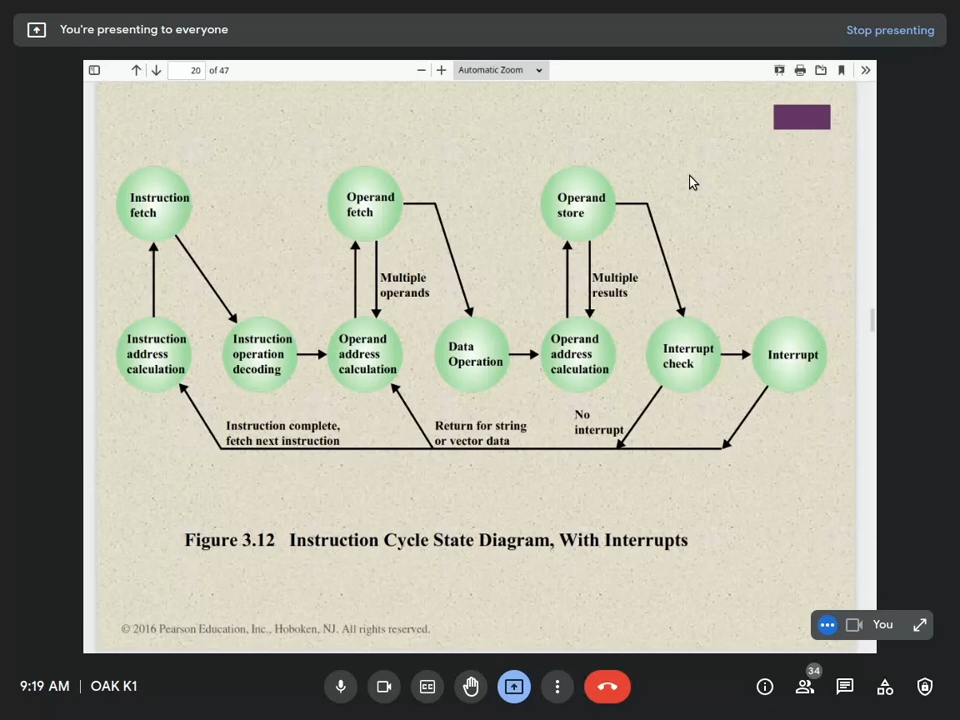 You're presenting to everyone
Stop presenting
20 of 47
Automatic Zoom
Instruction
fetch
Operand
fetch
Operand
store
Multiple
operands
Multiple
results
Instruction
address
calculation
Instruction
operation
decoding
Operand
address
calculation
Data
Operation
Operand
address
calculation
Interrupt
check
Interrupt
Instruction complete,
fetch next instruction
Return for string
or vector data
No
interrupt
Figure 3.12 Instruction Cycle State Diagram, With Interrupts
© 2016 Pearson Education, Inc., Hoboken, NJ. All rights reserved.
You
9:19 AM | OAK K1
CC
34